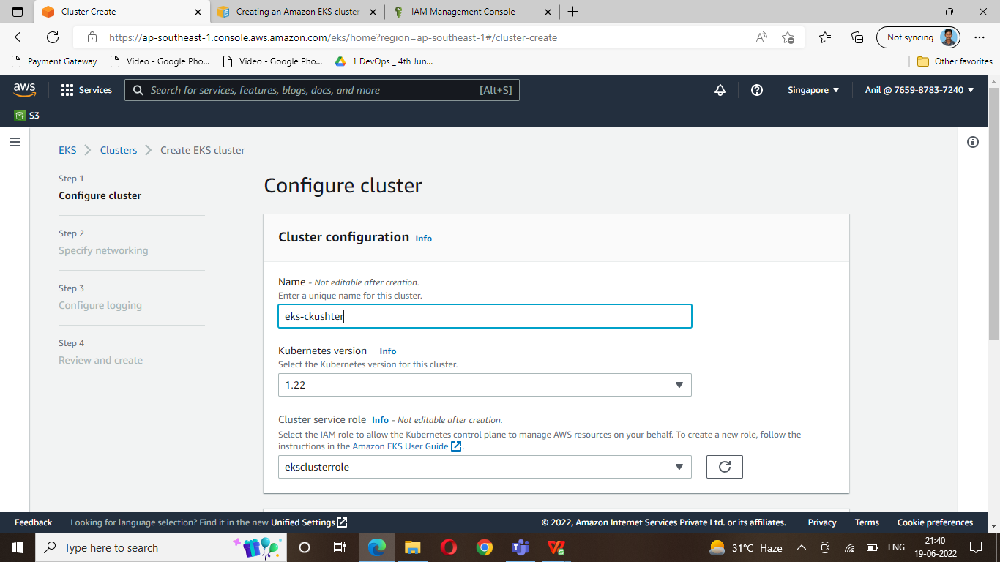 Cluster Create
Creating an Amazon EKS cluster
IAM Management Console
https://ap-southeast-1.console.aws.amazon.com/eks/home?region=ap-southeast-1#/cluster-create
Not syncing
Payment Gateway
Video - Google Pho...
Video - Google Pho...
1 DevOps _ 4th Jun...
Other favorites
aws
Services
Search for services, features, blogs, docs, and more
[Alt+S]
Singapore
Anil @ 7659-8783-7240
S3
EKS
Clusters
Create EKS cluster
Step 1
Configure cluster
Step 2
Specify networking
Step 3
Configure logging
Step 4
Review and create
Configure cluster
Cluster configuration Info
Name - Not editable after creation.
Enter a unique name for this cluster.
eks-ckushter
Kubernetes version Info
Select the Kubernetes version for this cluster.
1.22
Cluster service role Info - Not editable after creation.
Select the IAM role to allow the Kubernetes control plane to manage AWS resources on your behalf. To create a new role, follow the
instructions in the Amazon EKS User Guide .
eksclusterrole
Feedback
Looking for language selection? Find it in the new Unified Settings
© 2022, Amazon Internet Services Private Ltd. or its affiliates.
Privacy
Terms
Cookie preferences
Type here to search
31°C Haze
ENG
21:40
19-06-2022